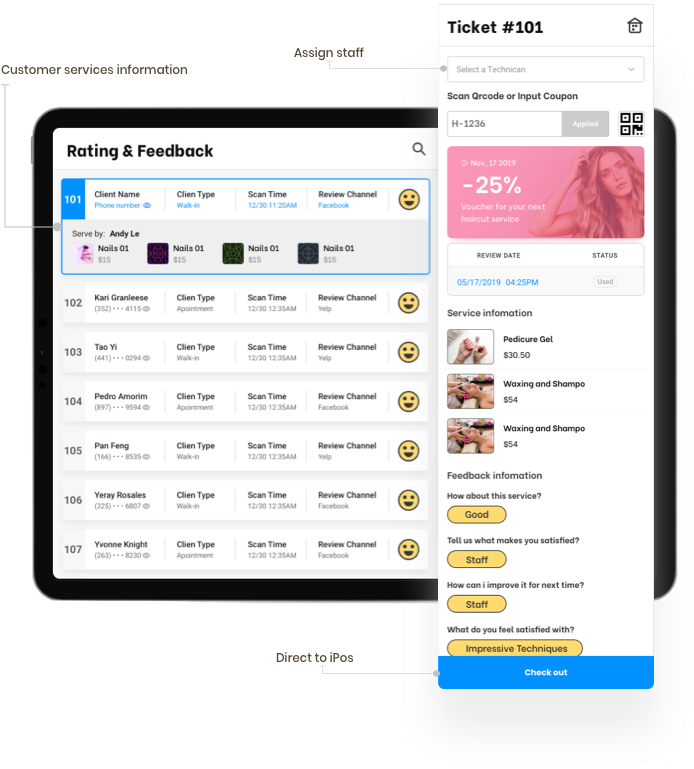 Customer services information
Assign staff
Direct to iPos
Rating & Feedback
101
Client Name
Phone number
Clien Type
Walk-in
Scan Time
12/30 11:20AM
Review Channel
Facebook
Serve by: Andy Le
Nails 01
$15
Nails 01
$15
Nails 01
$15
Nails 01
$15
102
Kari Granleese
(352) ••• 4115
Clien Type
Apointment
Scan Time
12/30 12:35AM
Review Channel
Yelp
103
Tao Yi
(441) ••• 0294
Clien Type
Walk-in
Scan Time
12/30 12:35AM
Review Channel
Yelp
104
Pedro Amorim
(897) ••• 9594
Clien Type
Apointment
Scan Time
12/30 12:35AM
Review Channel
Facebook
105
Pan Feng
(166) ••• 8535
Clien Type
Walk-in
Scan Time
12/30 12:35AM
Review Channel
Yelp
106
Yeray Rosales
(325) ••• 6807
Clien Type
Walk-in
Scan Time
12/30 12:35AM
Review Channel
Facebook
107
Yvonne Knight
(263) ••• 8230
Clien Type
Apointment
Scan Time
12/30 12:35AM
Review Channel
Facebook
Ticket #101
Select a Technican
Scan Qrcode or Input Coupon
H-1236
Applied
Nov, 17 2019
-25%
Voucher for your next
haircut service
REVIEW DATE
STATUS
05/17/2019 04:25PM
Used
Service infomation
Pedicure Gel
$30.50
Waxing and Shampo
$54
Waxing and Shampo
$54
Feedback infomation
How about this service?
Good
Tell us what makes you satisfied?
Staff
How can i improve it for next time?
Staff
What do you feel satisfied with?
Impressive Techniques
Check out